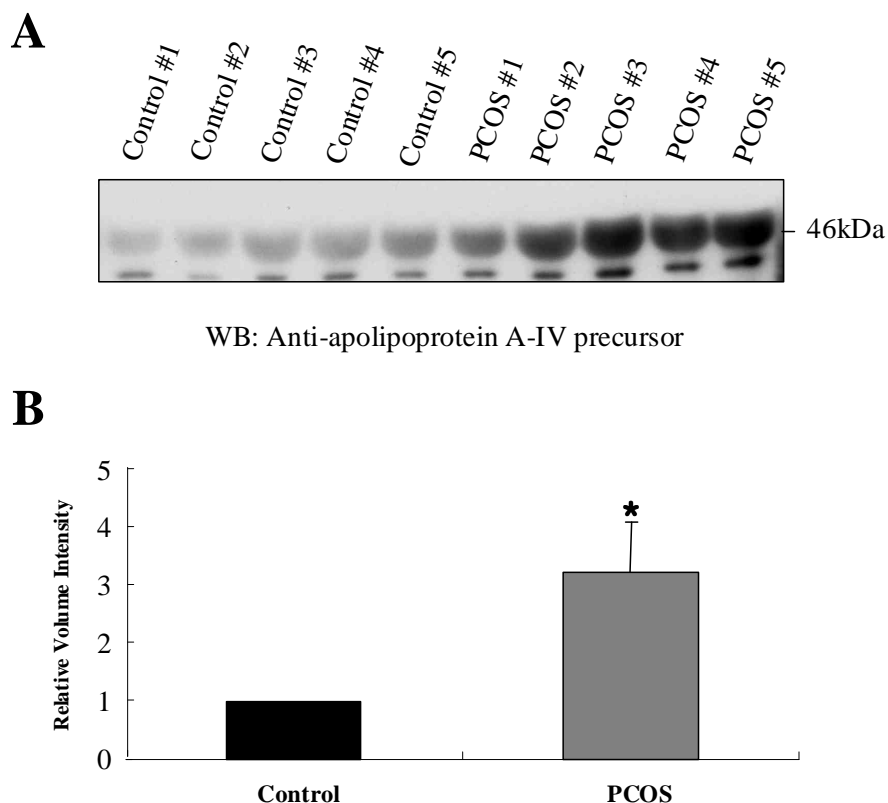 A
Control #1
Control #2
Control #3
Control #4
Control #5
PCOS #1
PCOS #2
PCOS #3
PCOS #4
PCOS #5
46kDa
WB: Anti-apolipoprotein A-IV precursor
B
Relative Volume Intensity
5
4
3
2
1
0
*
Control
PCOS